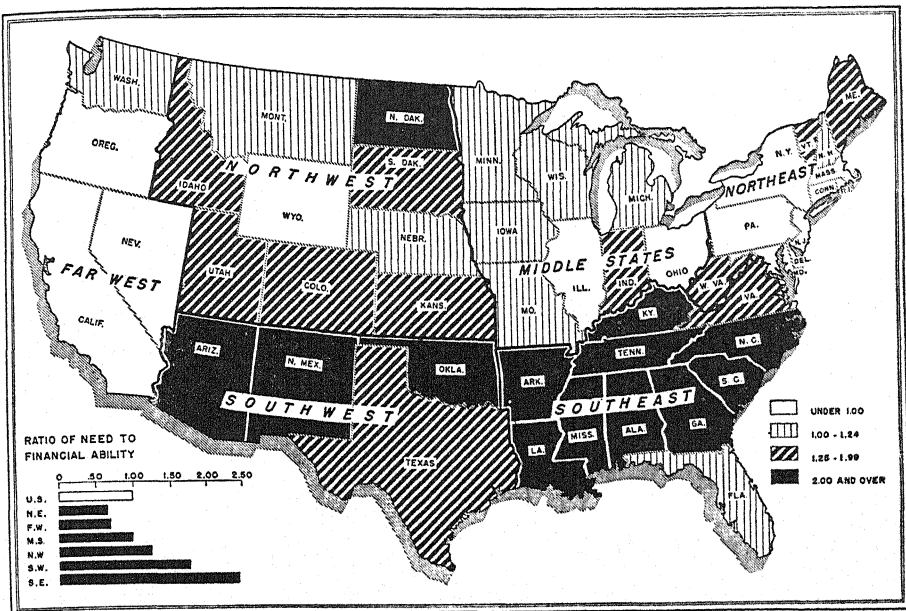 WASH.
MONT.
N. DAK.
MINN.
ME.
OREG.
IDAHO
NORTHWEST
S. DAK.
WIS.
MICH.
N.Y.
VT.
N.H.
MASS.
CONN.
NORTHEAST
WYO.
NEV.
NEBR.
IOWA
PA.
FAR WEST
UTAH
COLO.
KANS.
MIDDLE STATES
ILL.
IND.
OHIO
DEL.
MD.
W. VA.
VA.
MO.
KY.
CALIF.
ARIZ.
N. MEX.
OKLA.
ARK.
TENN.
N. C.
S. C.
SOUTHWEST
SOUTHEAST
LA.
MISS.
ALA.
GA.
TEXAS
FLA.
UNDER 1.00
1.00 - 1.24
1.25 - 1.99
2.00 AND OVER
RATIO OF NEED TO
FINANCIAL ABILITY
0 .50 1.00 1.50 2.00 2.50
U.S.
N.E.
F.W.
M.S.
N.W
S.W.
S.E.